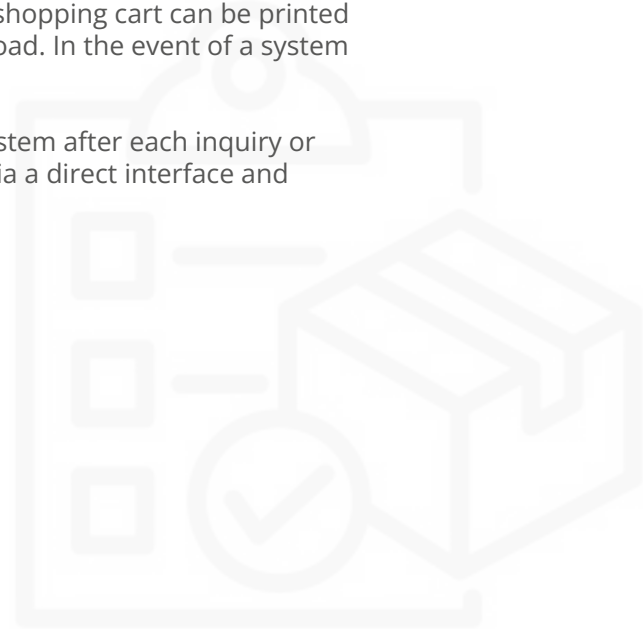 shopping cart can be printed
oad. In the event of a system
stem after each inquiry or
ia a direct interface and